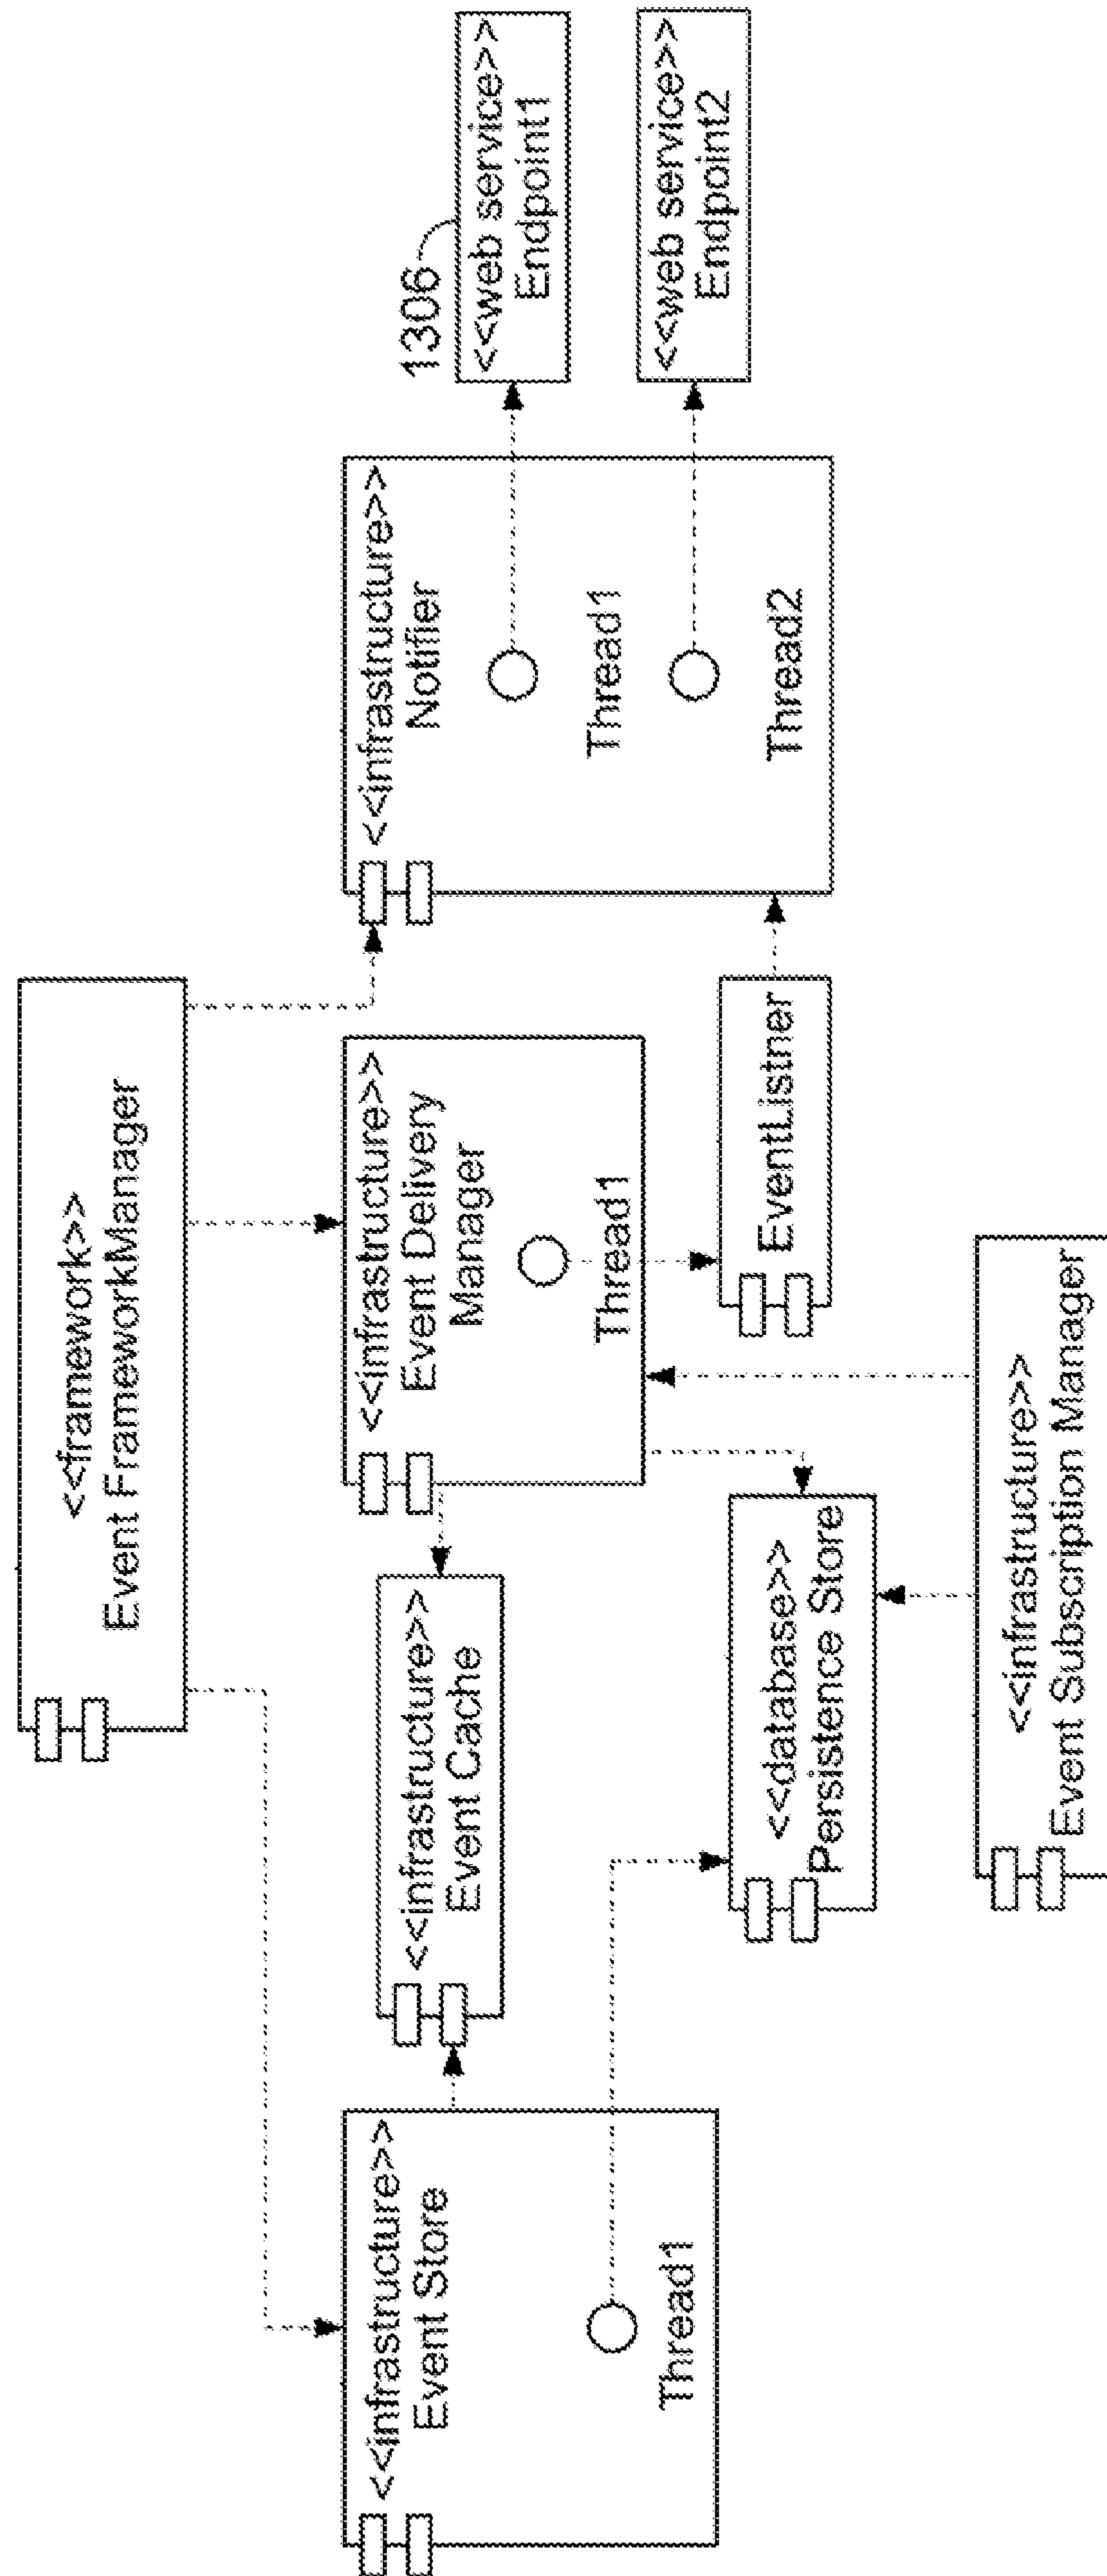 <<framework>>
Event FrameworkManager
<<infrastructure>>
Event Store
Thread1
<<infrastructure>>
Event Cache
<<infrastructure>>
Event Delivery
Manager
Thread1
<<infrastructure>>
Notifier
Thread1
Thread2
1306
<<web service>>
Endpoint1
<<web service>>
Endpoint2
EventListner
<<database>>
Persistence Store
<<infrastructure>>
Event Subscription Manager